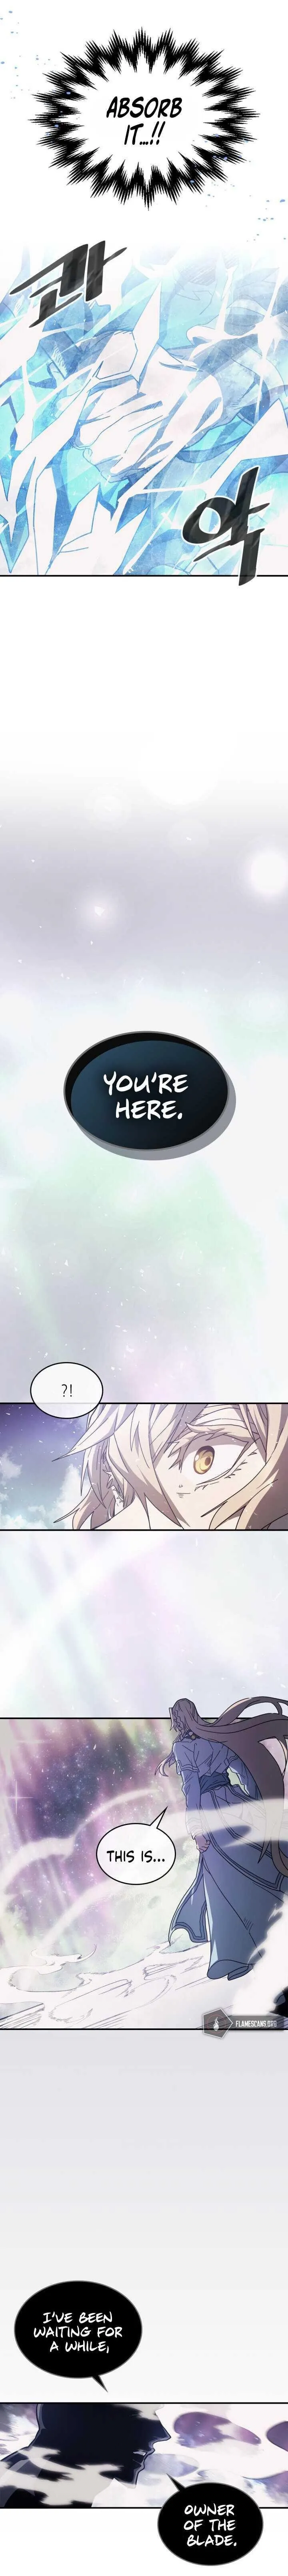 ABSORB
IT...!!
콰
악
YOU'RE
HERE.
?!
THIS IS...
FLAMESCANS.ORG
I'VE BEEN
WAITING FOR
A WHILE,
OWNER
OF THE
BLADE.